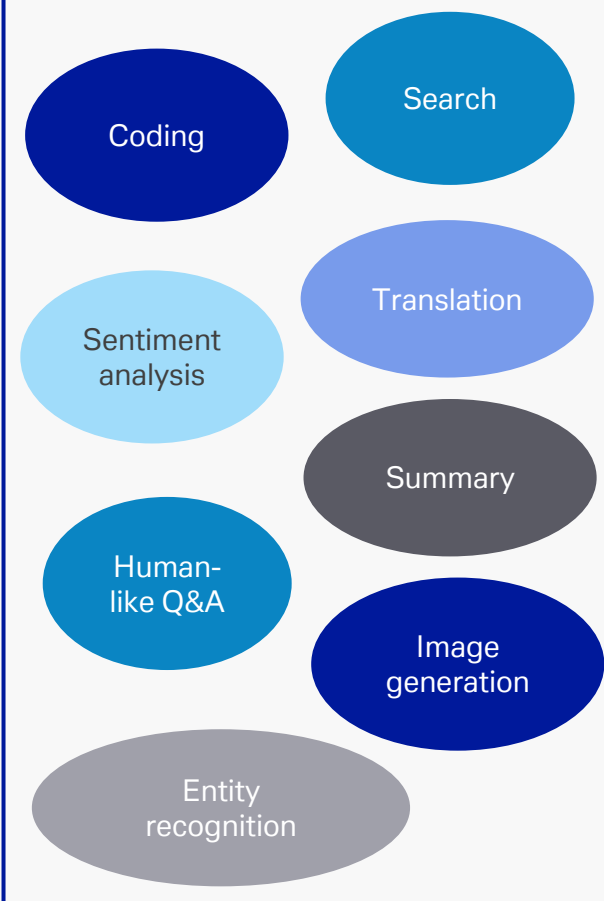 Coding
Search
Sentiment
analysis
Translation
Summary
Human-
like Q&A
Image
generation
Entity
recognition